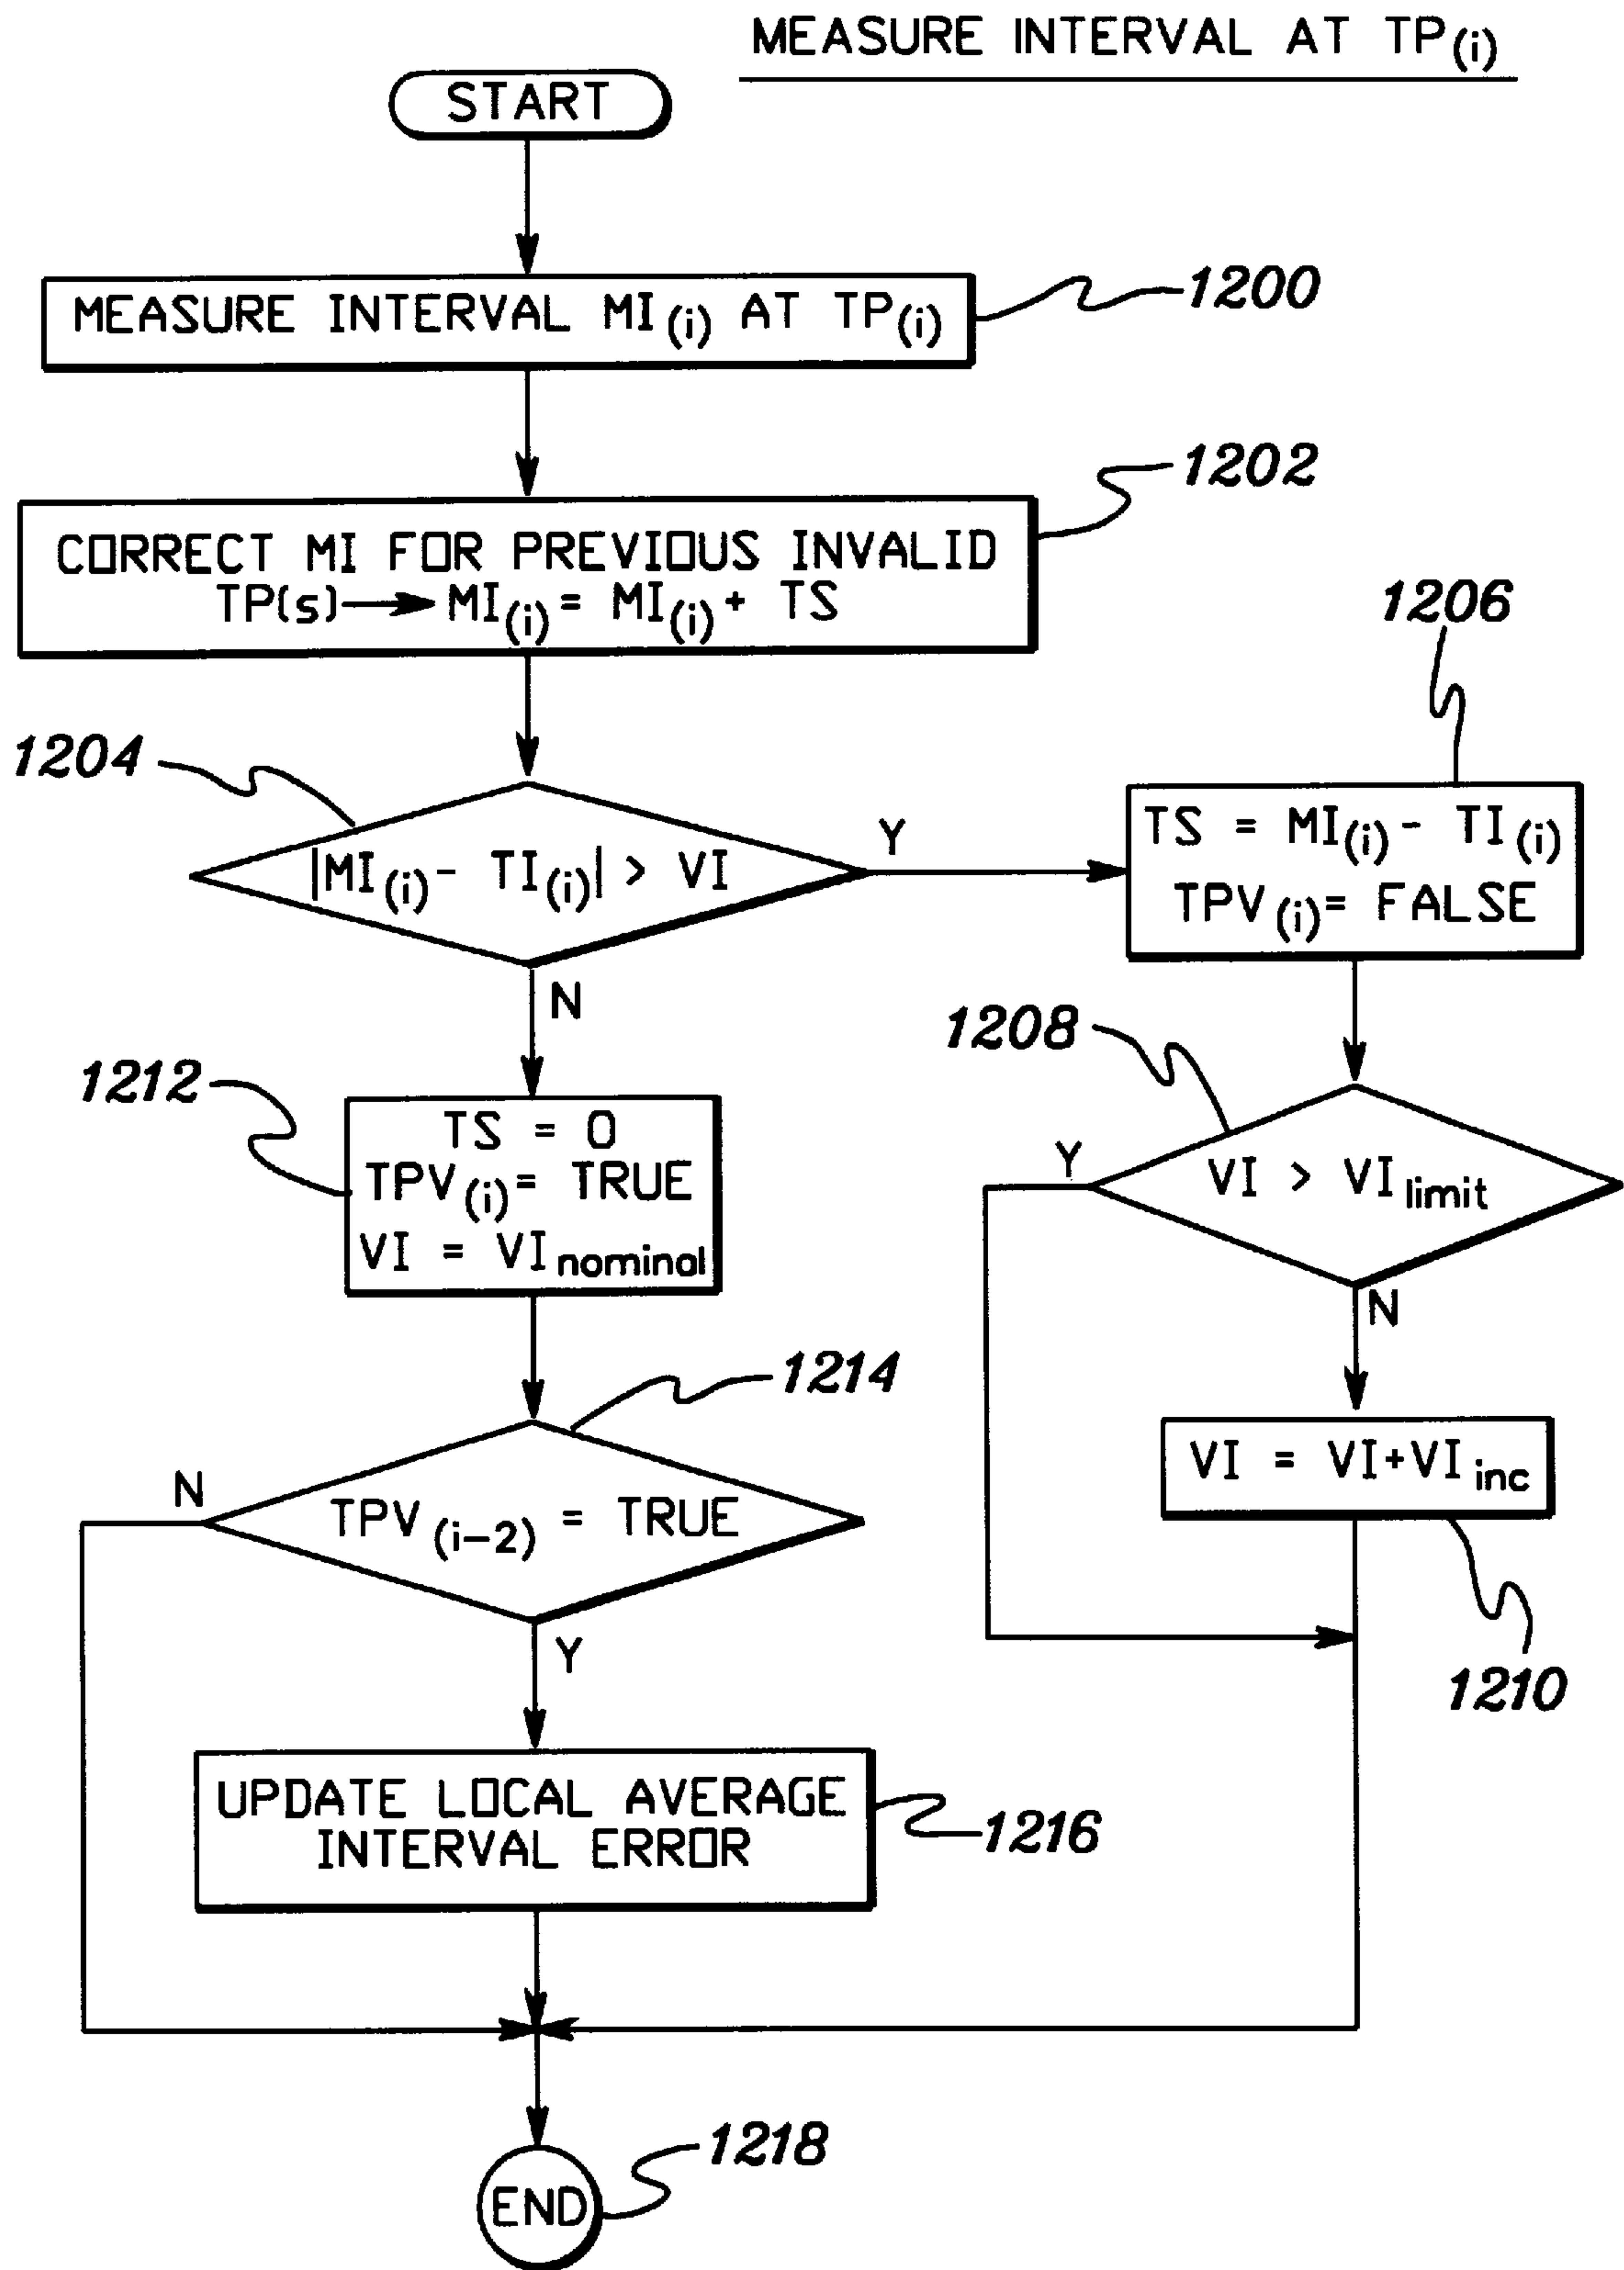 MEASURE INTERVAL AT TP(i)
START
MEASURE INTERVAL MI(i) AT TP(i)
1200
CORRECT MI FOR PREVIOUS INVALID
TP(s)→ MI(i) = MI(i) + TS
1202
1204
|MI(i) - TI(i)| > VI
Y
N
1206
TS = MI(i) - TI(i)
TPV(i) = FALSE
1208
VI > VIlimit
Y
N
1212
TS = 0
TPV(i) = TRUE
VI = VInominal
VI = VI+VIinc
1210
1214
TPV(i-2) = TRUE
N
Y
UPDATE LOCAL AVERAGE
INTERVAL ERROR
1216
END
1218